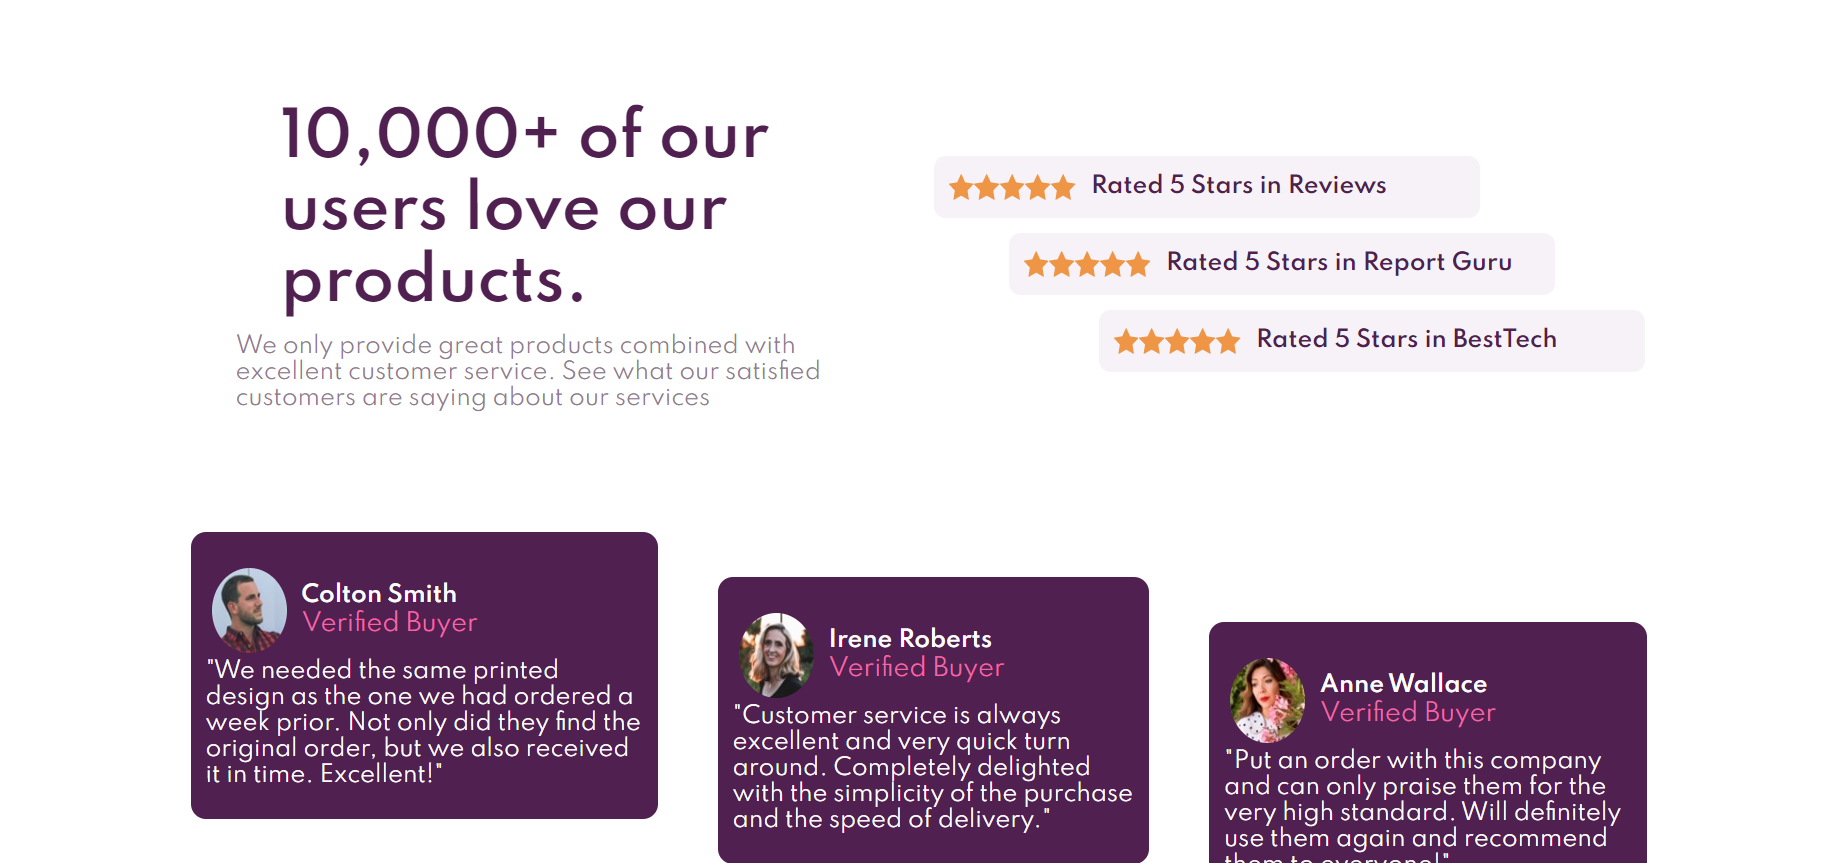 10,000+ of our
users love our
products.
We only provide great products combined with
excellent customer service. See what our satisfied
customers are saying about our services
Rated 5 Stars in Reviews
Rated 5 Stars in Report Guru
Rated 5 Stars in BestTech
Colton Smith
Verified Buyer
"We needed the same printed
design as the one we had ordered a
week prior. Not only did they find the
original order, but we also received
it in time. Excellent!"
Irene Roberts
Verified Buyer
"Customer service is always
excellent and very quick turn
around. Completely delighted
with the simplicity of the purchase
and the speed of delivery."
Anne Wallace
Verified Buyer
"Put an order with this company
and can only praise them for the
very high standard. Will definitely
use them again and recommend
them to everyone!"